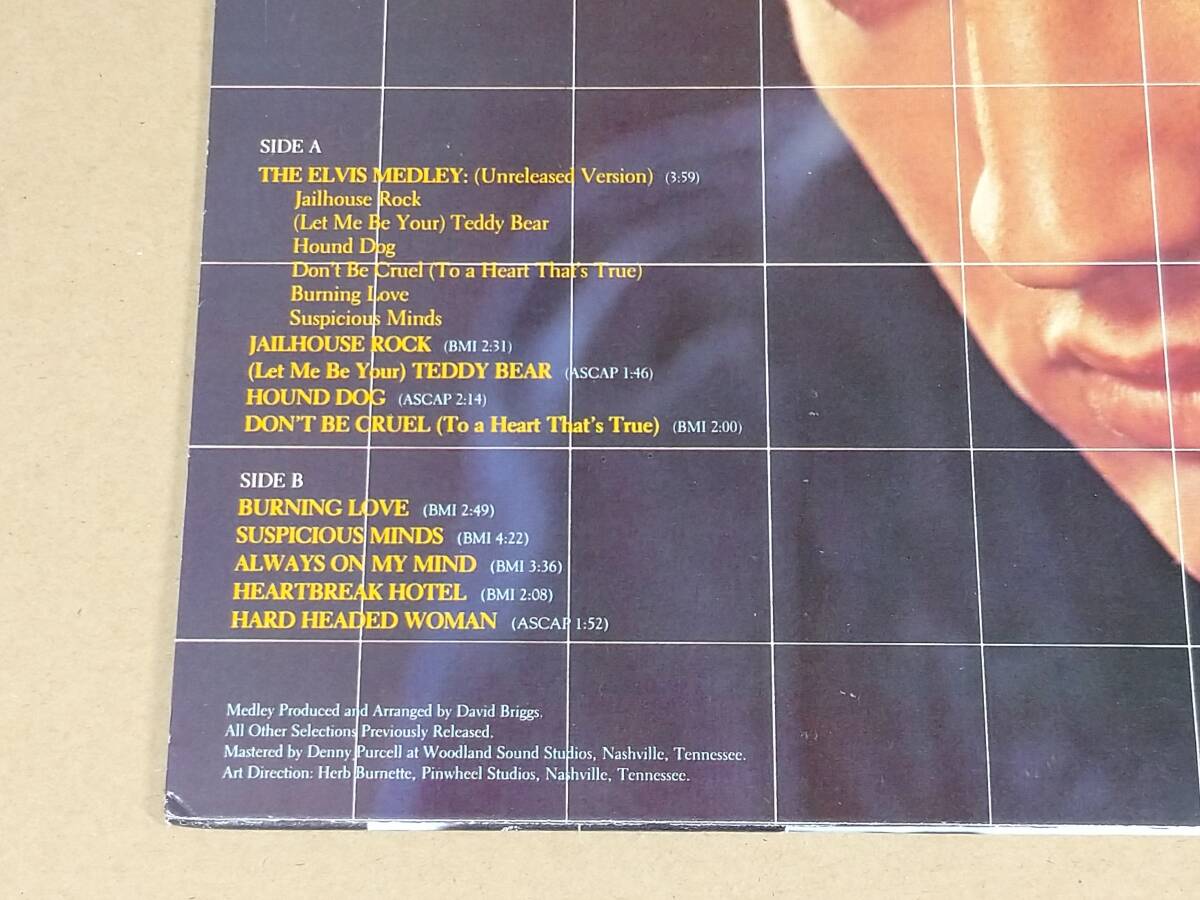 SIDE A
THE ELVIS MEDLEY: (Unreleased Version) (3:59)
Jailhouse Rock
(Let Me Be Your) Teddy Bear
Hound Dog
Don't Be Cruel (To a Heart That's True)
Burning Love
Suspicious Minds
JAILHOUSE ROCK (BMI 2:31)
(Let Me Be Your) TEDDY BEAR (ASCAP 1:46)
HOUND DOG (ASCAP 2:14)
DON'T BE CRUEL (To a Heart That's True) (BMI 2:00)
SIDE B
BURNING LOVE (BMI 2:49)
SUSPICIOUS MINDS (BMI 4:22)
ALWAYS ON MY MIND (BMI 3:36)
HEARTBREAK HOTEL (BMI 2:08)
HARD HEADED WOMAN (ASCAP 1:52)
Medley Produced and Arranged by David Briggs.
All Other Selections Previously Released.
Mastered by Denny Purcell at Woodland Sound Studios, Nashville, Tennessee.
Art Direction: Herb Burnette, Pinwheel Studios, Nashville, Tennessee.